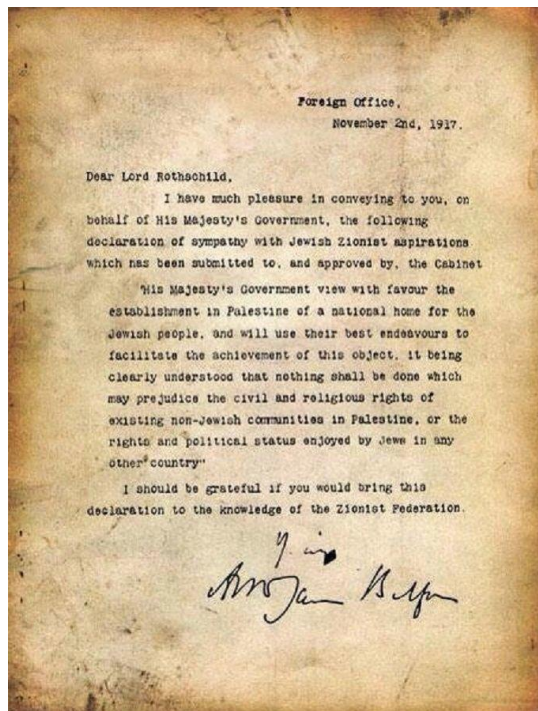 Foreign Office,
November 2nd, 1917.
Dear Lord Rothschild,
I have much pleasure in conveying to you, on
behalf of His Majesty's Government, the following
declaration of sympathy with Jewish Zionist aspirations
which has been submitted to, and approved by, the Cabinet
"His Majesty's Government view with favour the
establishment in Palestine of a national home for the
Jewish people, and will use their best endeavours to
facilitate the achievement of this object, it being
clearly understood that nothing shall be done which
may prejudice the civil and religious rights of
existing non-Jewish communities in Palestine, or the
rights and political status enjoyed by Jews in any
other country"
I should be grateful if you would bring this
declaration to the knowledge of the Zionist Federation.
Arthur James Balfour